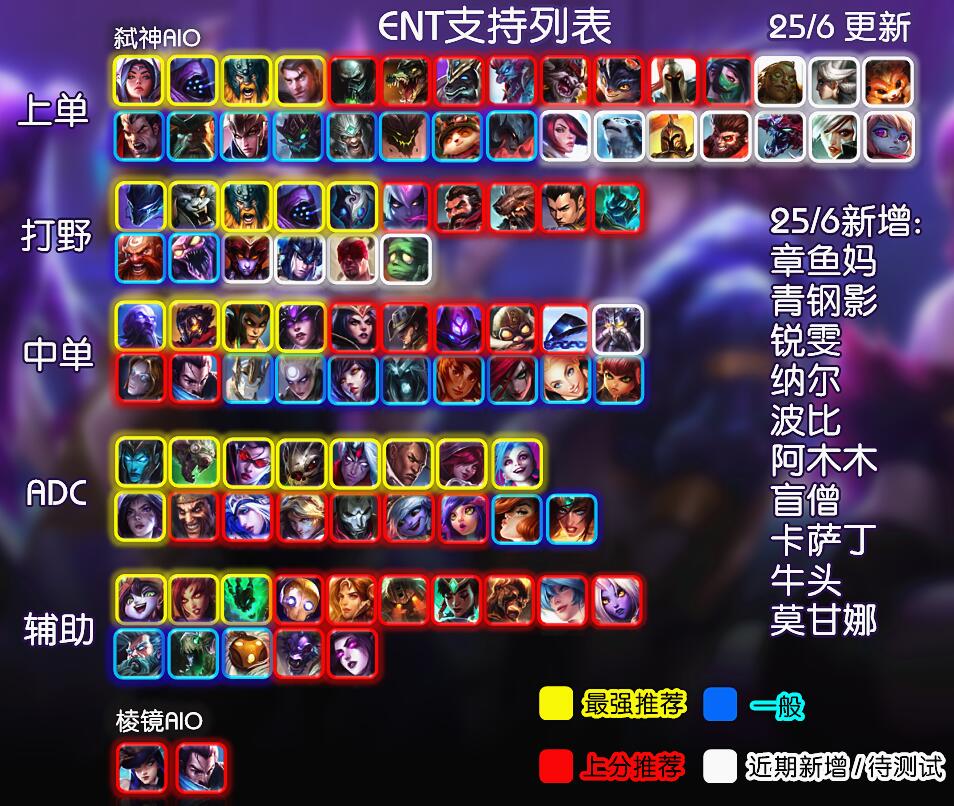 ENT支持列表
25/6 更新
弑神AIO
上单
打野
25/6新增:
章鱼妈
青钢影
锐雯
纳尔
波比
阿木木
盲僧
卡萨丁
牛头
莫甘娜
中单
ADC
辅助
棱镜AIO
最强推荐
一般
上分推荐
近期新增/待测试